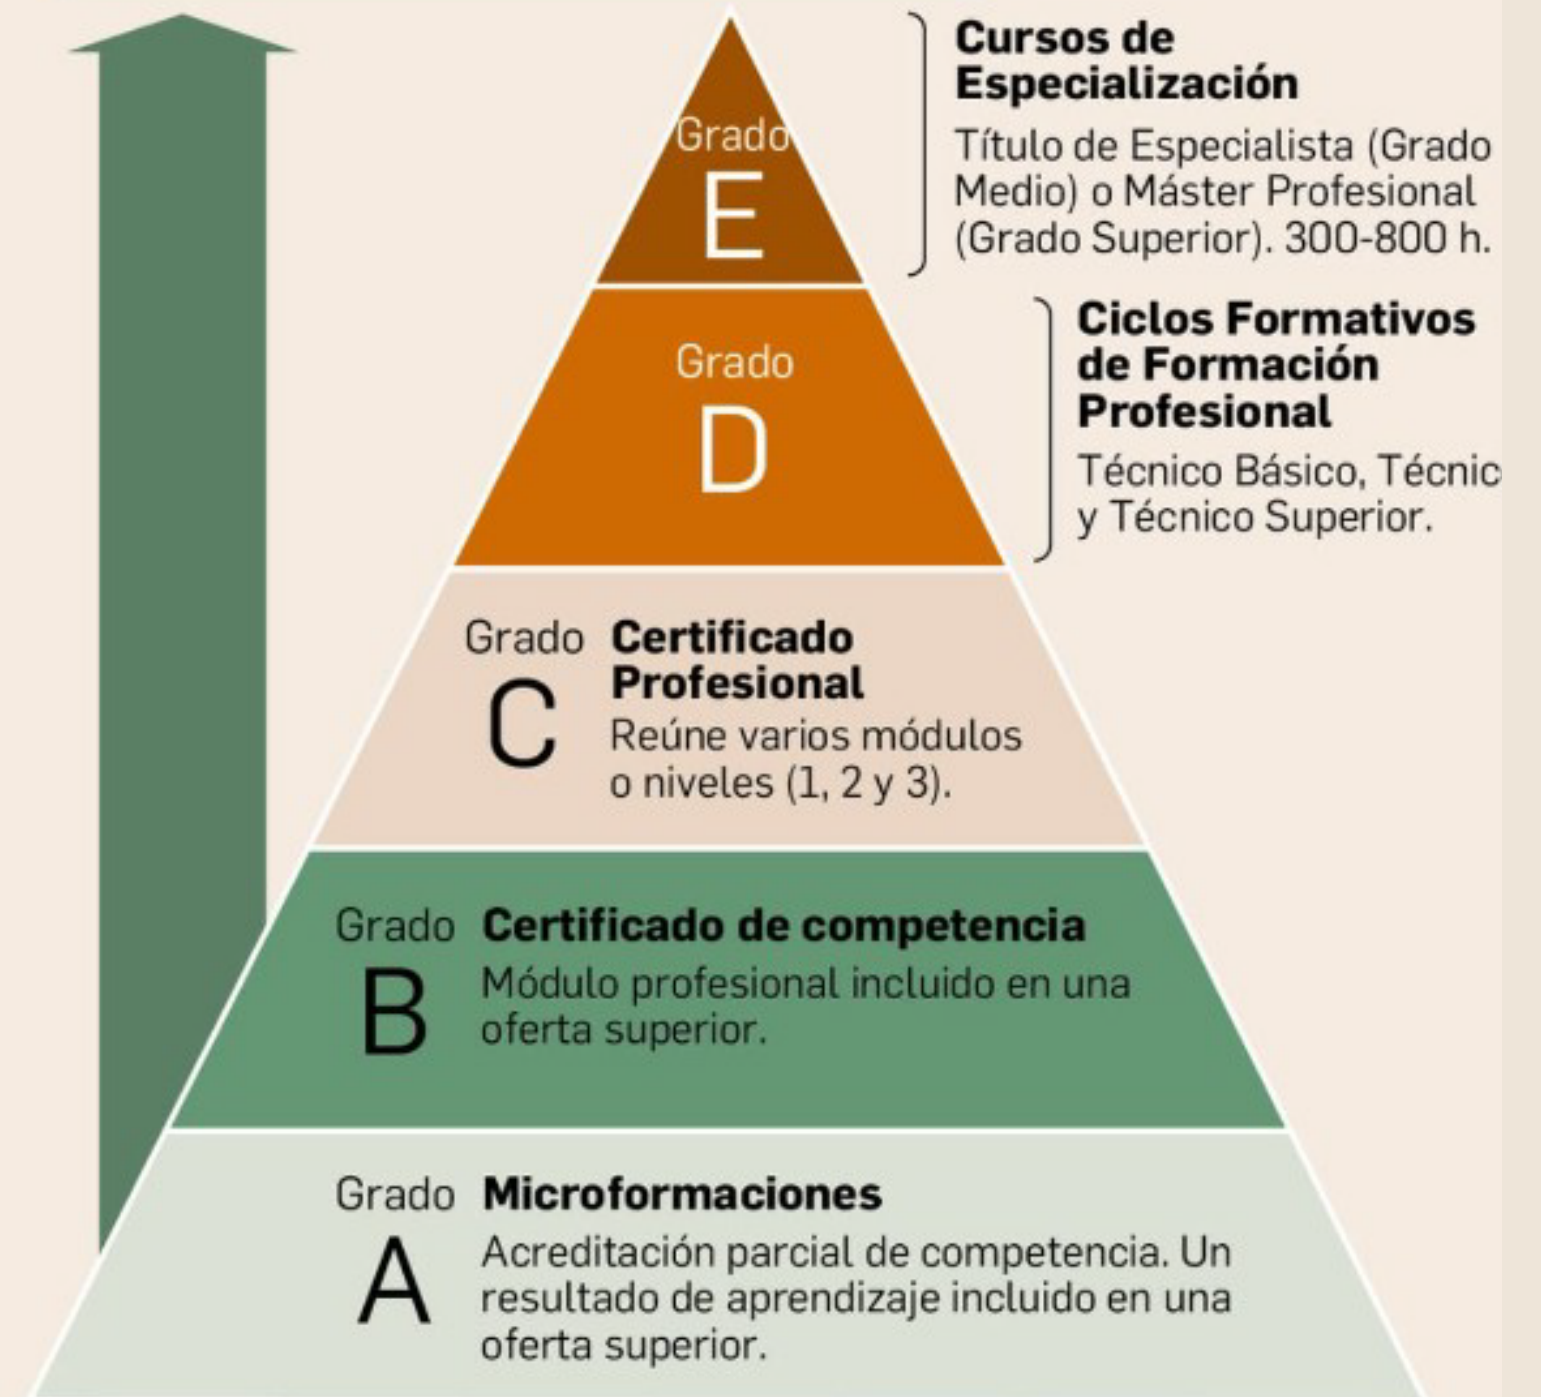 Cursos de
Especialización
Título de Especialista (Grado
Medio) o Máster Profesional
(Grado Superior). 300-800 h.
Grado
E
Ciclos Formativos
de Formación
Profesional
Técnico Básico, Técnic
y Técnico Superior.
Grado
D
Grado
C
Certificado
Profesional
Reúne varios módulos
o niveles (1, 2 y 3).
Grado
B
Certificado de competencia
Módulo profesional incluido en una
oferta superior.
Grado
A
Microformaciones
Acreditación parcial de competencia. Un
resultado de aprendizaje incluido en una
oferta superior.